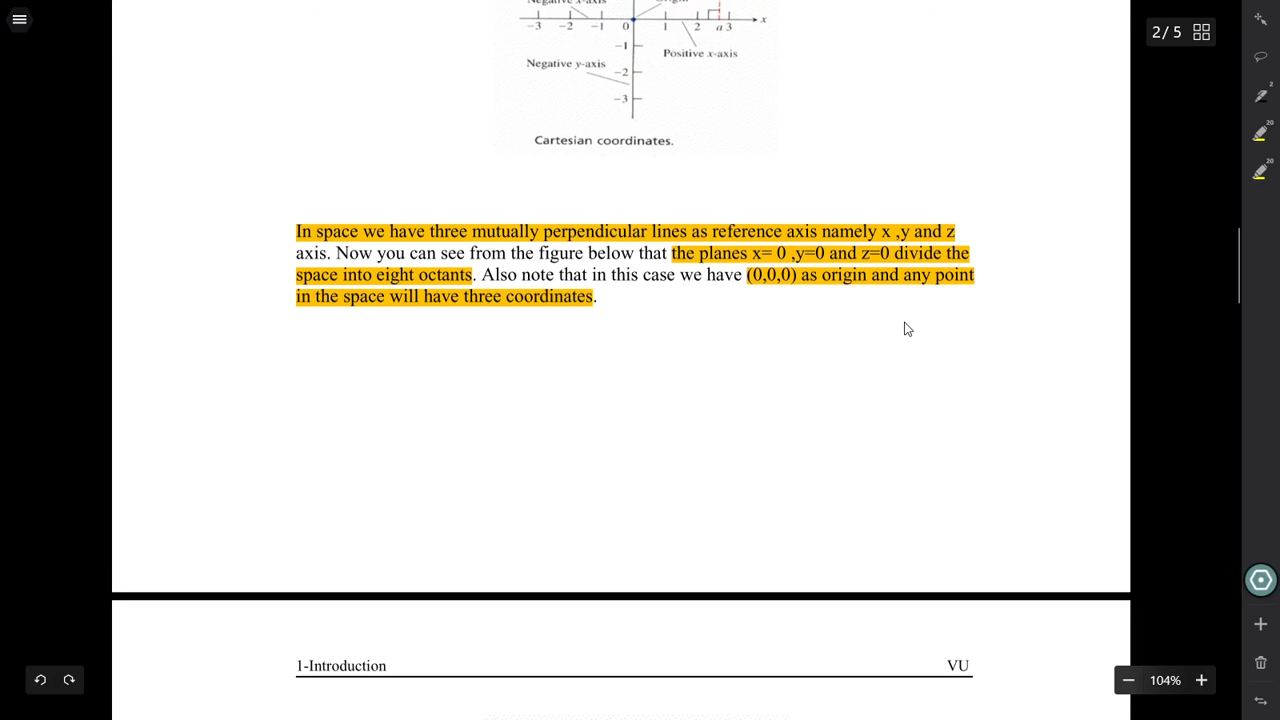 2/5
x
-3 -2 -1 0 1 2 a 3
-1
Positive x-axis
Negative y-axis
-2
-3
Cartesian coordinates.
In space we have three mutually perpendicular lines as reference axis namely x ,y and z
axis. Now you can see from the figure below that the planes x= 0 ,y=0 and z=0 divide the
space into eight octants. Also note that in this case we have (0,0,0) as origin and any point
in the space will have three coordinates.
1-Introduction VU
104%
2
20
20